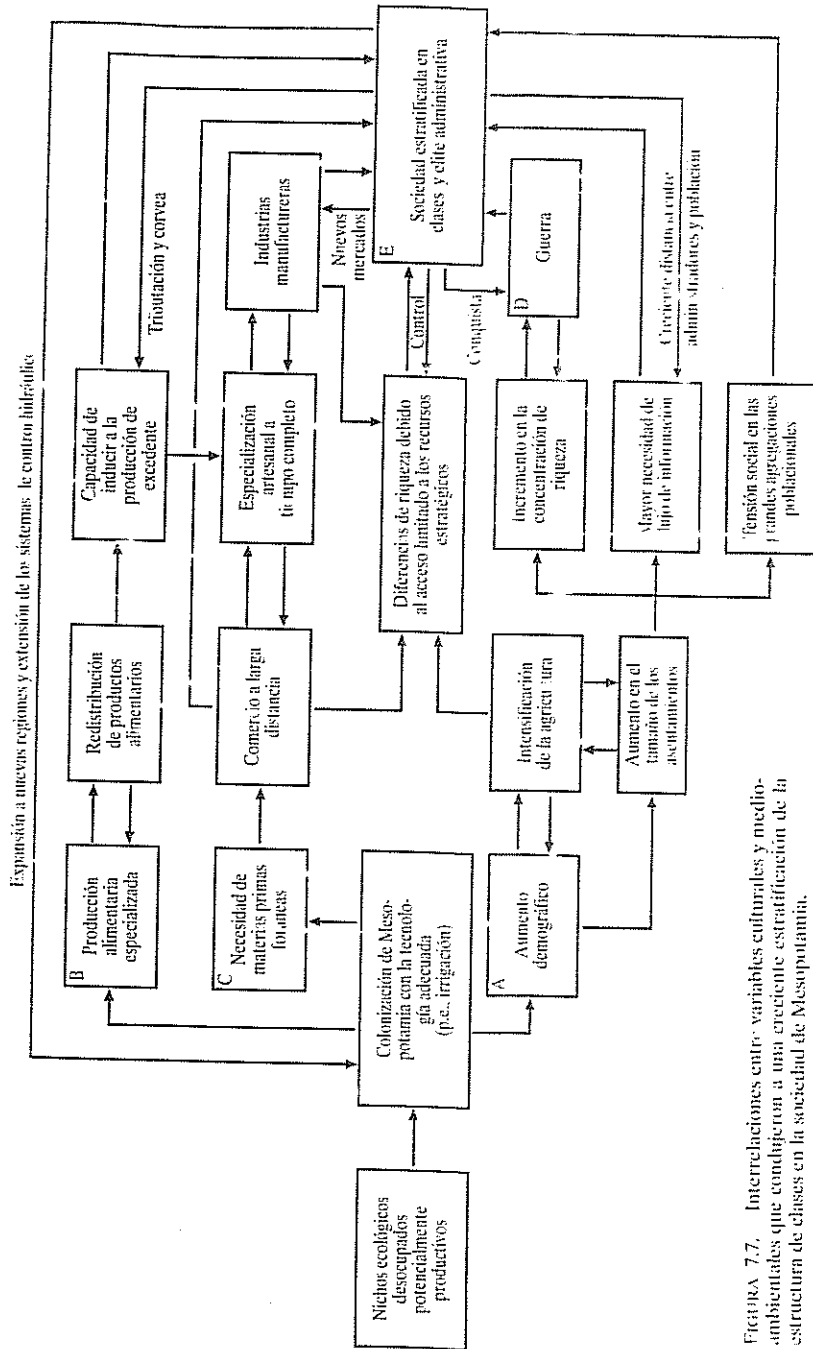 Expansión a nuevas regiones y extensión de los sistemas de control hidráulico
B
Producción
alimentaria
especializada
Redistribución
de productos
alimentarios
Capacidad de
inducir a la
producción de
excedente
Tributación y corvea
C
Necesidad de
materias primas
foráneas
Comercio a larga
distancia
Especialización
artesanal a
tiempo completo
Industrias
manufactureras
Nuevos
mercados
Nichos ecológicos
desocupados
potencialmente
productivos
Colonización de Meso-
potamia con la tecnolo-
gía adecuada
(p.e., irrigación)
Diferencias de riqueza debido
al acceso limitado a los recursos
estratégicos
Control
Conquista
E
Sociedad estratificada en
clases y elite administrativa
A
Aumento
demográfico
Intensificación
de la agricultura
Incremento en la
concentración de
riqueza
D
Guerra
Aumento en el
tamaño de los
asentamientos
Mayor necesidad de
flujo de información
Creciente distancia entre
administradores y población
Tensión social en las
grandes agregaciones
poblacionales
FIGURA 7.7. Interrelaciones entre variables culturales y medio-
ambientales que condujeron a una creciente estratificación de la
estructura de clases en la sociedad de Mesopotamia.